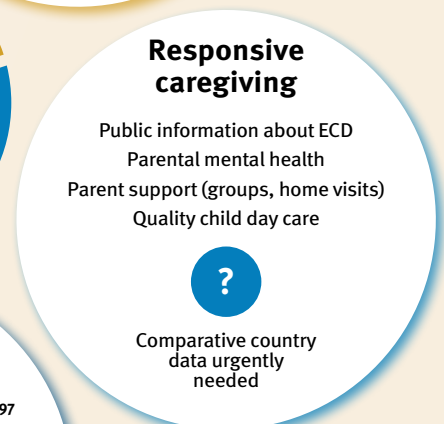 Responsive
caregiving
Public information about ECD
Parental mental health
Parent support (groups, home visits)
Quality child day care
?
Comparative country
data urgently
needed
97